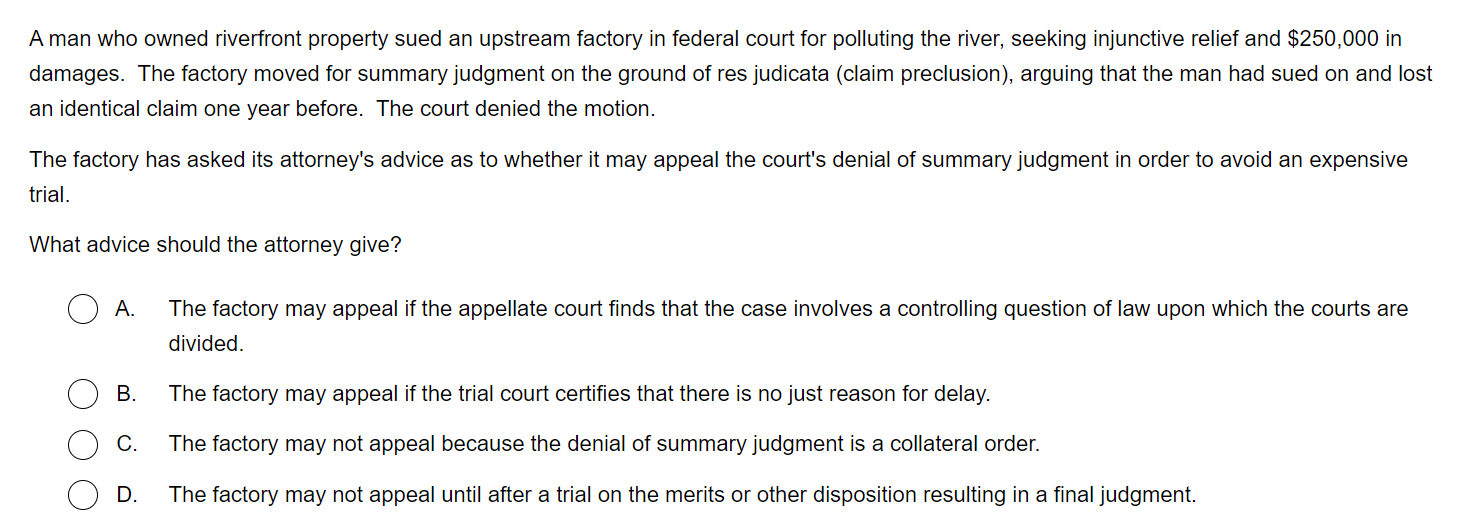 A man who owned riverfront property sued an upstream factory in federal court for polluting the river, seeking injunctive relief and $250,000 in
damages.  The factory moved for summary judgment on the ground of res judicata (claim preclusion), arguing that the man had sued on and lost
an identical claim one year before.  The court denied the motion.
The factory has asked its attorney's advice as to whether it may appeal the court's denial of summary judgment in order to avoid an expensive
trial.
What advice should the attorney give?
A. The factory may appeal if the appellate court finds that the case involves a controlling question of law upon which the courts are
divided.
B. The factory may appeal if the trial court certifies that there is no just reason for delay.
C. The factory may not appeal because the denial of summary judgment is a collateral order.
D. The factory may not appeal until after a trial on the merits or other disposition resulting in a final judgment.